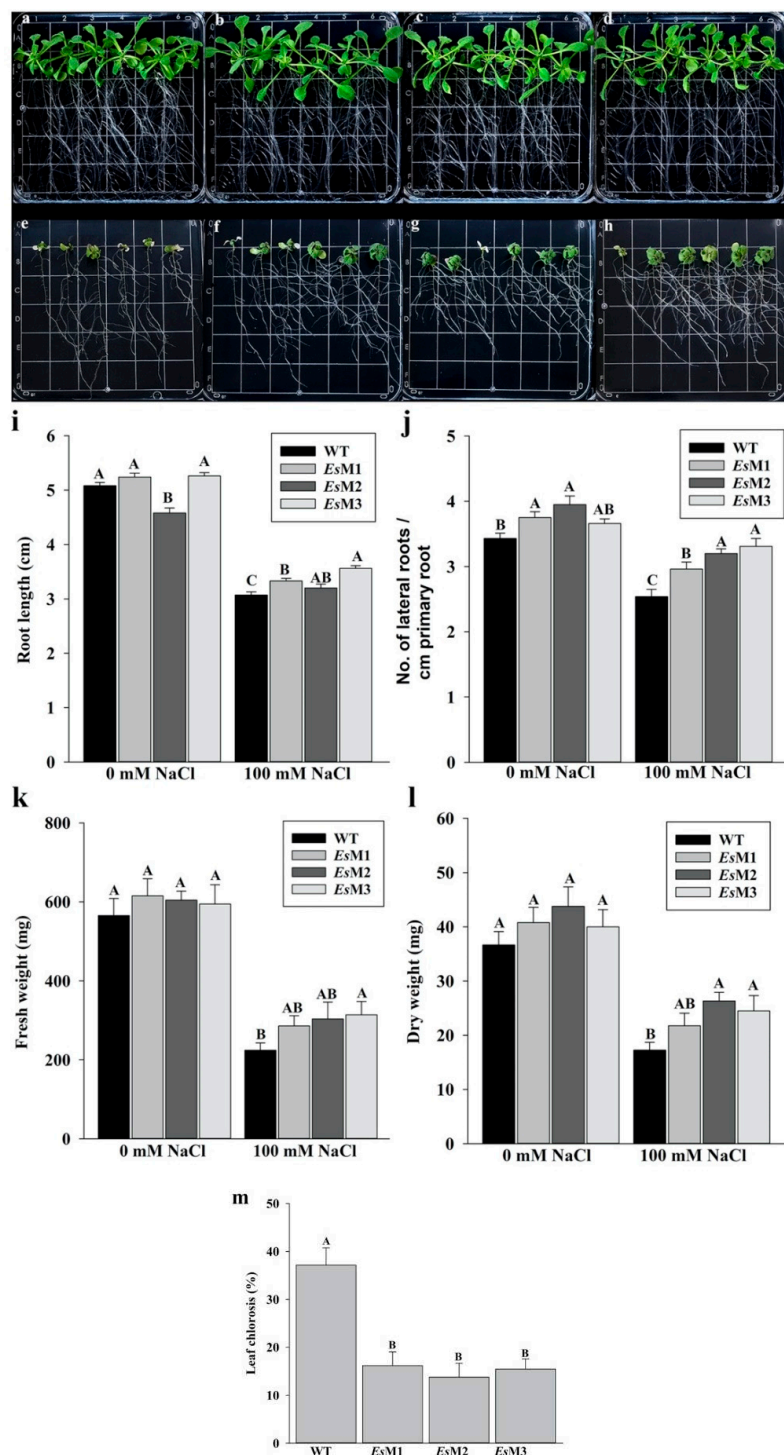 a
b
c
d
e
f
g
h
i
Root length (cm)
6
5
4
3
2
1
0
A A B A
C B AB A
WT
EsM1
EsM2
EsM3
0 mM NaCl 100 mM NaCl
j
No. of lateral roots /
cm primary root
5
4
3
2
1
0
B A A AB
C B A A
WT
EsM1
EsM2
EsM3
0 mM NaCl 100 mM NaCl
k
Fresh weight (mg)
800
600
400
200
0
A A A A
B AB AB A
WT
EsM1
EsM2
EsM3
0 mM NaCl 100 mM NaCl
l
Dry weight (mg)
60
50
40
30
20
10
0
A A A A
B AB A A
WT
EsM1
EsM2
EsM3
0 mM NaCl 100 mM NaCl
m
Leaf chlorosis (%)
50
40
30
20
10
0
A B B B
WT EsM1 EsM2 EsM3